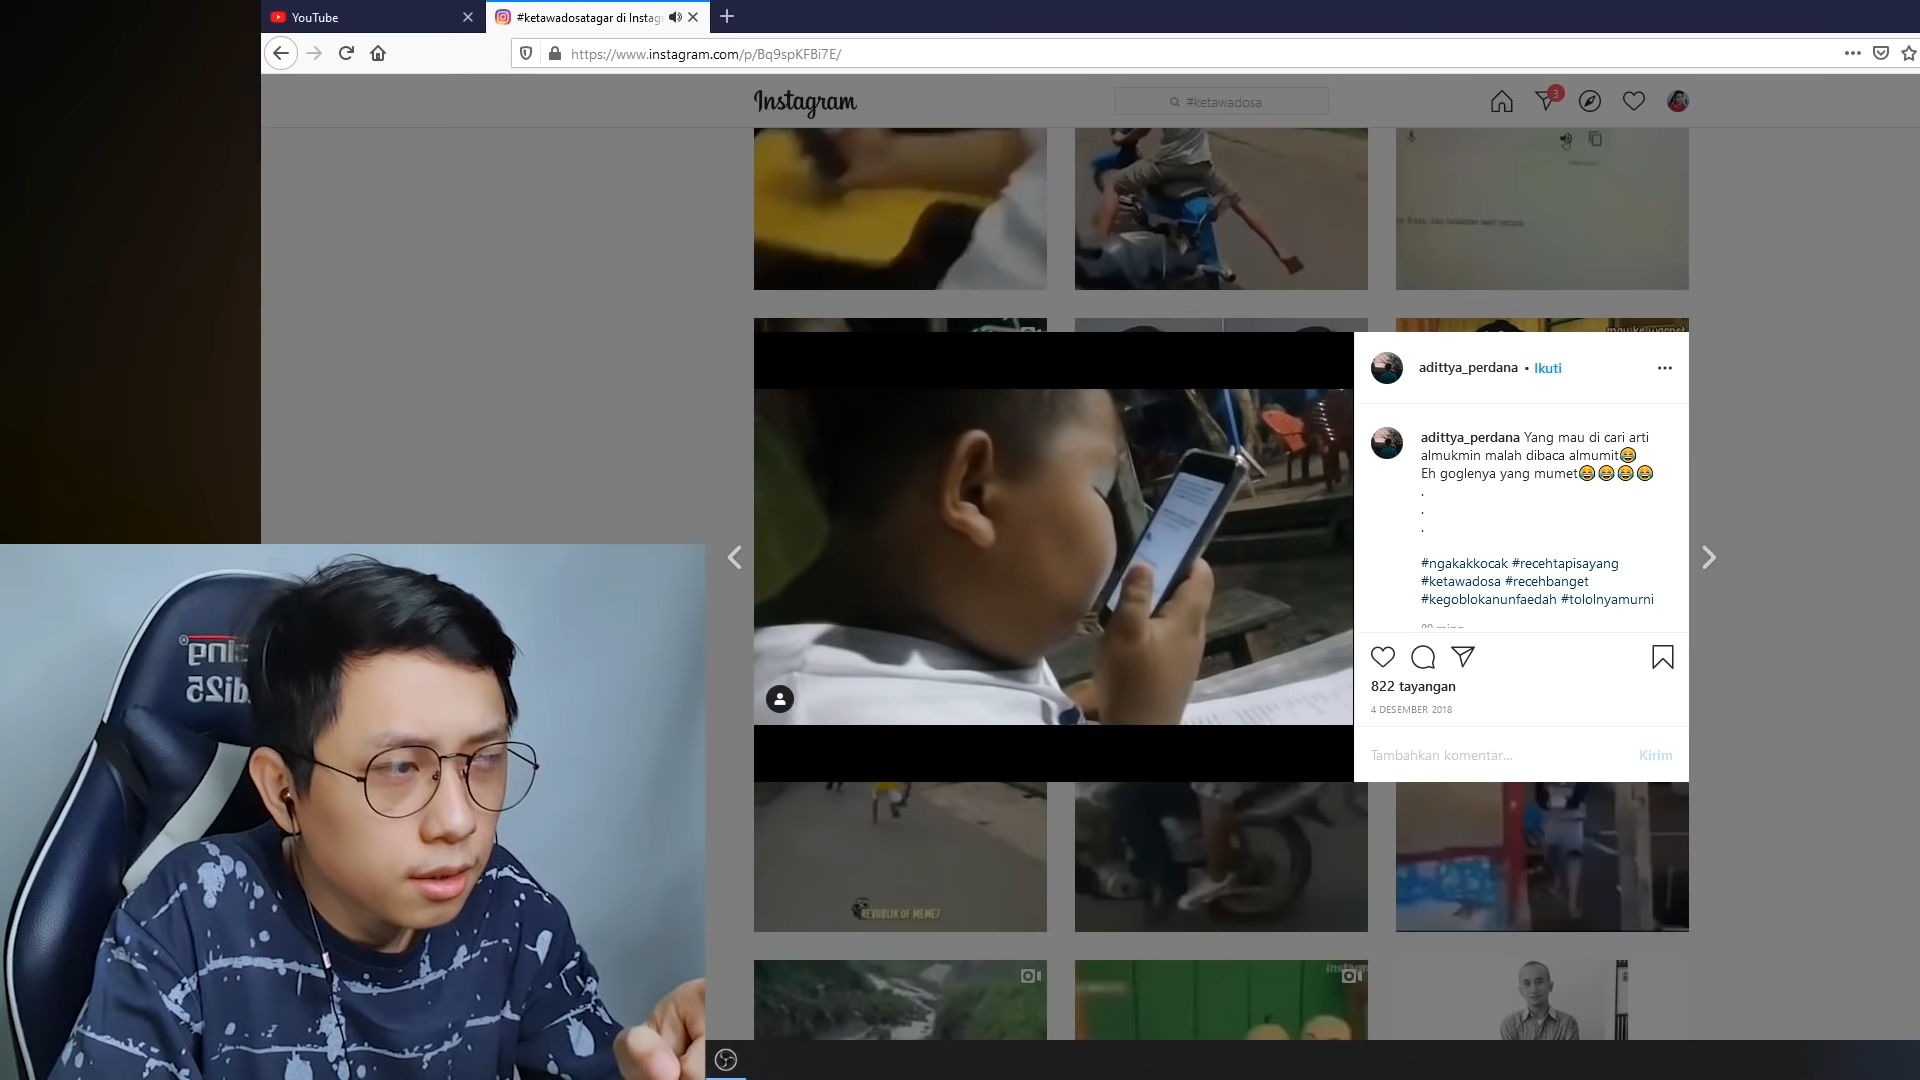 YouTube
#ketawadosatagar di Instag
https://www.instagram.com/p/Bq9spKFBi7E/
Instagram
#ketawadosa
3
adittya_perdana • Ikuti
adittya_perdana Yang mau di cari arti
almukmin malah dibaca almumit😂
Eh goglenya yang mumet😂😂😂😂
.
.
.
#ngakakkocak #recehtapisayang
#ketawadosa #recehbanget
#kegoblokanunfaedah #tololnyamurni
822 tayangan
4 DESEMBER 2018
Tambahkan komentar...
Kirim
REVUBLIK OF MEME7